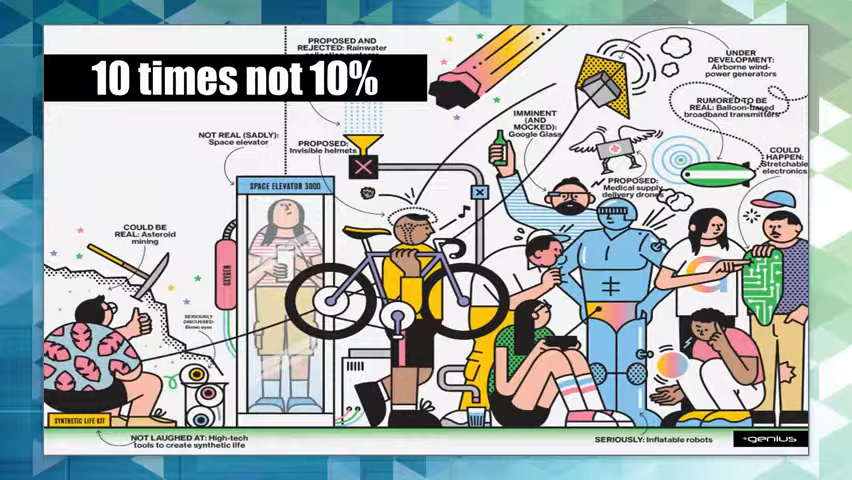 PROPOSED AND
REJECTED: Rainwater
10 times not 10%
UNDER
DEVELOPMENT:
Airborne wind-
power generators
RUMORED TO BE
REAL: Balloon-based
broadband transmitters
IMMINENT
(AND
MOCKED):
Google Glass
NOT REAL (SADLY):
Space elevator
PROPOSED:
Invisible helmets
COULD
HAPPEN:
Stretchable
electronics
PROPOSED:
Medical supply
delivery drones
SPACE ELEVATOR 3000
COULD BE
REAL: Asteroid
mining
OXYGEN
SERIOUSLY
DISCUSSED:
Bionic eyes
SYNTHETIC LIFE KIT
NOT LAUGHED AT: High-tech
tools to create synthetic life
SERIOUSLY: Inflatable robots
+genius